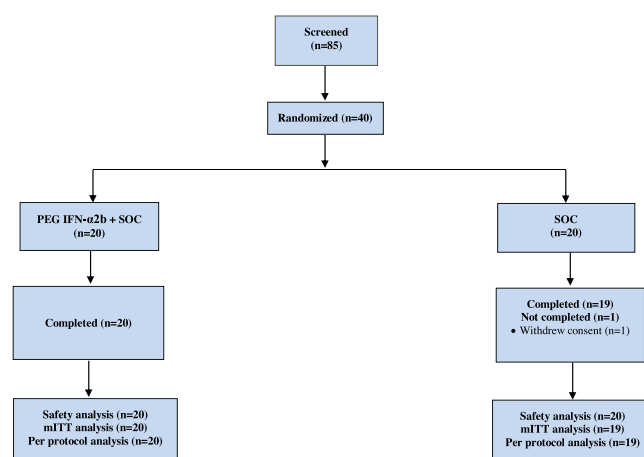 Screened
(n=85)
Randomized (n=40)
PEG IFN-α2b + SOC
(n=20)
SOC
(n=20)
Completed (n=20)
Completed (n=19)
Not completed (n=1)
• Withdrew consent (n=1)
Safety analysis (n=20)
mITT analysis (n=20)
Per protocol analysis (n=20)
Safety analysis (n=20)
mITT analysis (n=19)
Per protocol analysis (n=19)